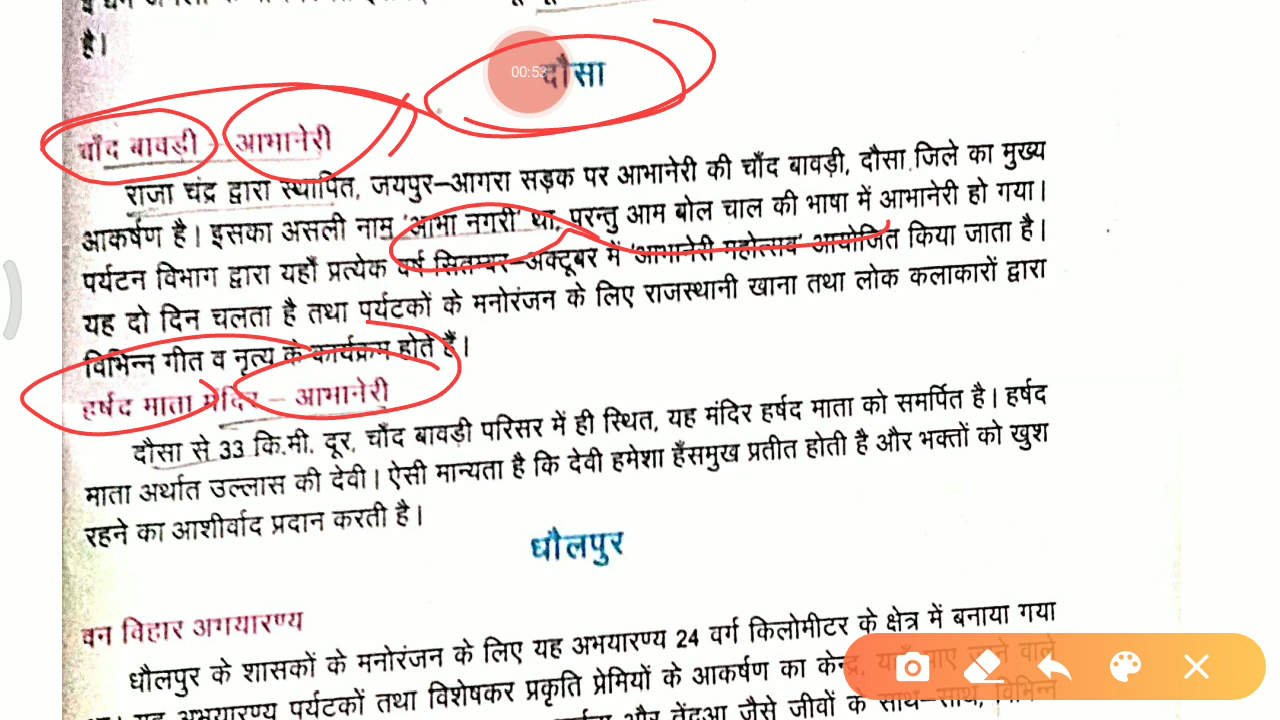 है।
00:53
दौसा
चाँद बावड़ी – आभानेरी
राजा चंद्र द्वारा स्थापित, जयपुर–आगरा सड़क पर आभानेरी की चाँद बावड़ी, दौसा जिले का मुख्य
आकर्षण है। इसका असली नाम 'आभा नगरी' था, परन्तु आम बोल चाल की भाषा में आभानेरी हो गया।
पर्यटन विभाग द्वारा यहाँ प्रत्येक वर्ष सितम्बर–अक्टूबर में 'आभानेरी महोत्सव' आयोजित किया जाता है।
यह दो दिन चलता है तथा पर्यटकों के मनोरंजन के लिए राजस्थानी खाना तथा लोक कलाकारों द्वारा
विभिन्न गीत व नृत्य के कार्यक्रम होते हैं।
हर्षद माता मंदिर – आभानेरी
दौसा से 33 कि.मी. दूर, चाँद बावड़ी परिसर में ही स्थित, यह मंदिर हर्षद माता को समर्पित है। हर्षद
माता अर्थात उल्लास की देवी। ऐसी मान्यता है कि देवी हमेशा हँसमुख प्रतीत होती है और भक्तों को खुश
रहने का आशीर्वाद प्रदान करती है।
धौलपुर
वन विहार अगयारण्य
धौलपुर के शासकों के मनोरंजन के लिए यह अभयारण्य 24 वर्ग किलोमीटर के क्षेत्र में बनाया गया
यह अभयारण्य पर्यटकों तथा विशेषकर प्रकृति प्रेमियों के आकर्षण का केन्द्र, यहाँ पाए जाने वाले
और तेंदुआ जैसे जीवों के साथ–साथ, विभिन्न